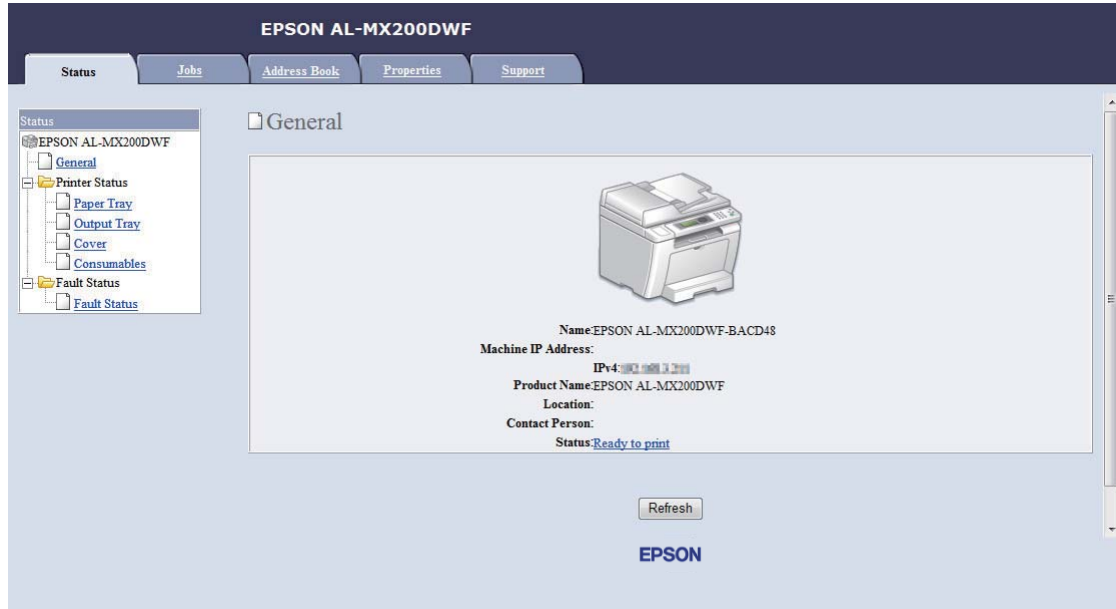 EPSON AL-MX200DWF
Status
Jobs
Address Book
Properties
Support
Status
EPSON AL-MX200DWF
General
Printer Status
Paper Tray
Output Tray
Cover
Consumables
Fault Status
Fault Status
General
Name:EPSON AL-MX200DWF-BACD48
Machine IP Address:
IPv4:
Product Name:EPSON AL-MX200DWF
Location:
Contact Person:
Status:Ready to print
Refresh
EPSON